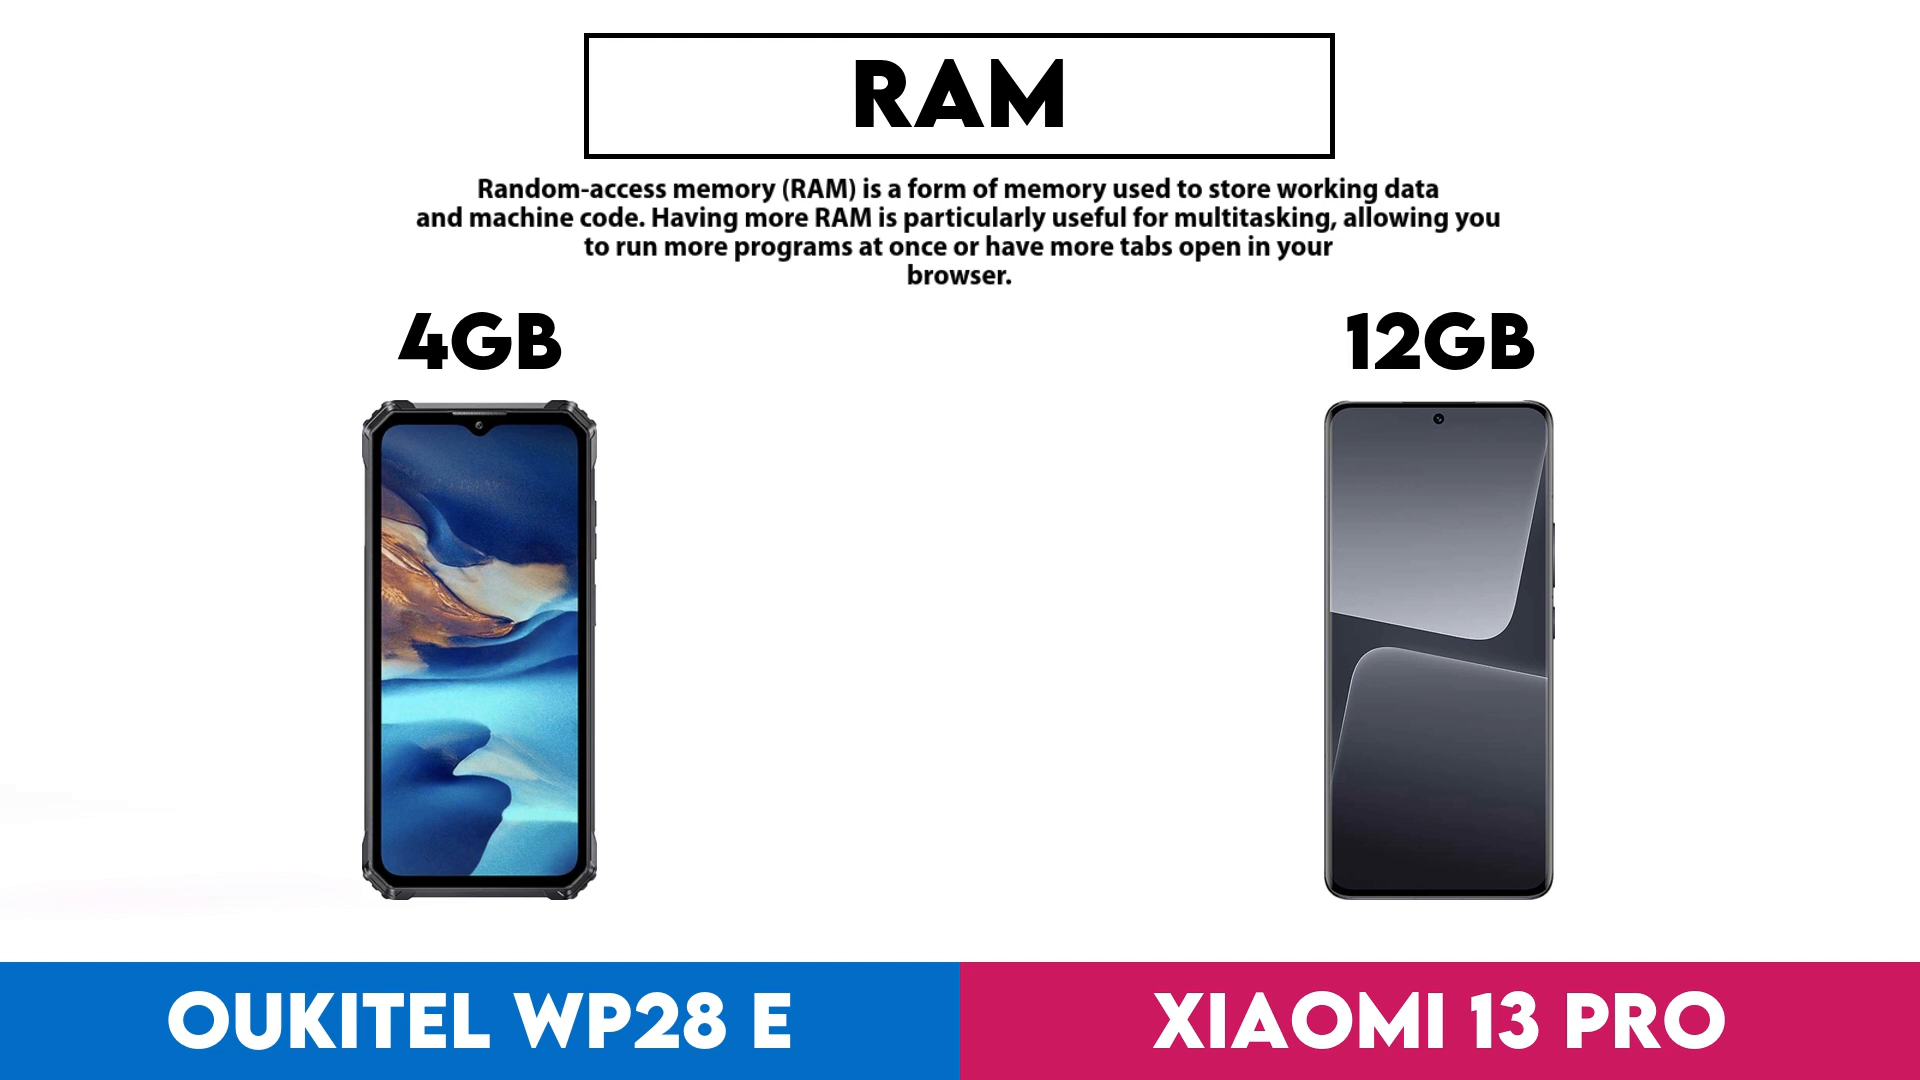 RAM
Random-access memory (RAM) is a form of memory used to store working data
and machine code. Having more RAM is particularly useful for multitasking, allowing you
to run more programs at once or have more tabs open in your
browser.
4GB
12GB
OUKITEL WP28 E
XIAOMI 13 PRO